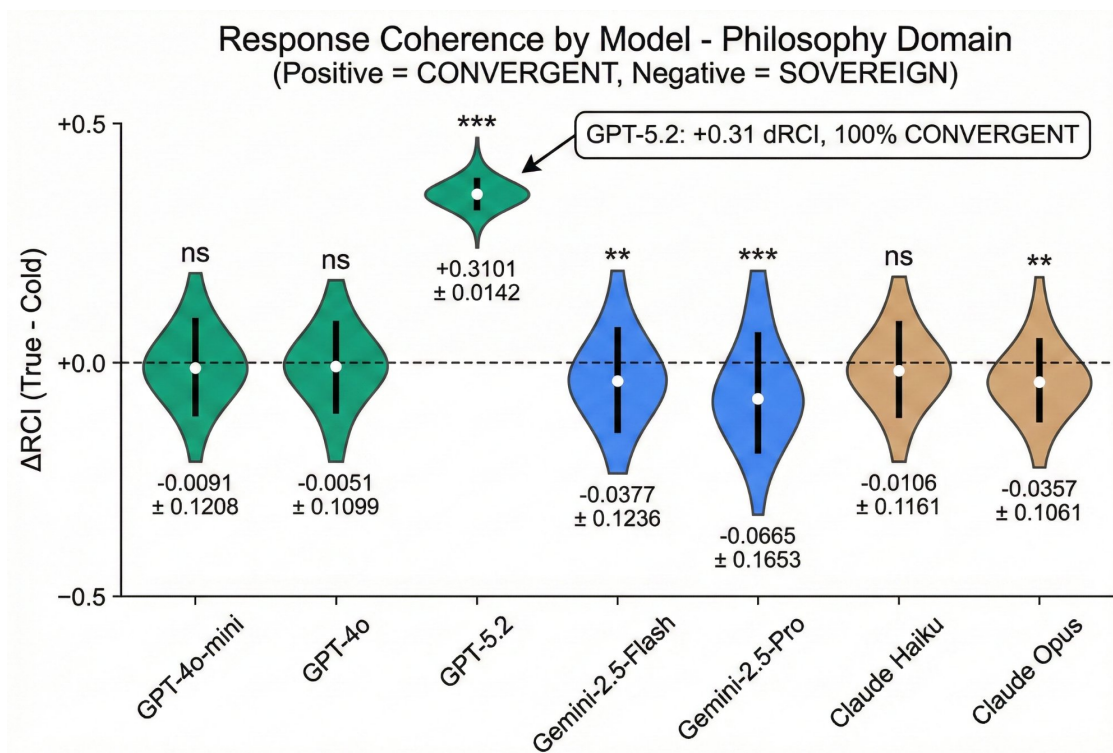 Response Coherence by Model - Philosophy Domain
(Positive = CONVERGENT, Negative = SOVEREIGN)
GPT-5.2: +0.31 dRCI, 100% CONVERGENT
ΔRCI (True - Cold)
+0.5
+0.0
−0.5
ns
ns
***
**
***
ns
**
-0.0091
± 0.1208
-0.0051
± 0.1099
+0.3101
± 0.0142
-0.0377
± 0.1236
-0.0665
± 0.1653
-0.0106
± 0.1161
-0.0357
± 0.1061
GPT-4o-mini
GPT-4o
GPT-5.2
Gemini-2.5-Flash
Gemini-2.5-Pro
Claude Haiku
Claude Opus